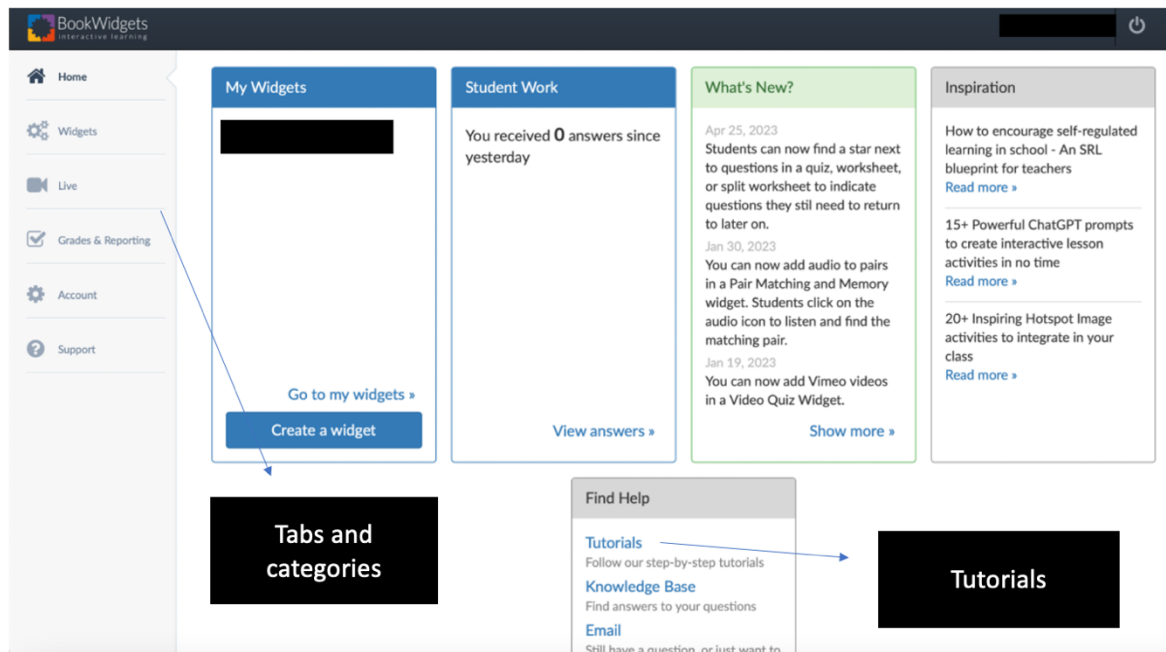 BookWidgets
interactive learning
Home
Widgets
Live
Grades & Reporting
Account
Support
My Widgets
Go to my widgets »
Create a widget
Student Work
You received 0 answers since
yesterday
View answers »
What's New?
Apr 25, 2023
Students can now find a star next
to questions in a quiz, worksheet,
or split worksheet to indicate
questions they stil need to return
to later on.
Jan 30, 2023
You can now add audio to pairs
in a Pair Matching and Memory
widget. Students click on the
audio icon to listen and find the
matching pair.
Jan 19, 2023
You can now add Vimeo videos
in a Video Quiz Widget.
Show more »
Inspiration
How to encourage self-regulated
learning in school - An SRL
blueprint for teachers
Read more »
15+ Powerful ChatGPT prompts
to create interactive lesson
activities in no time
Read more »
20+ Inspiring Hotspot Image
activities to integrate in your
class
Read more »
Tabs and
categories
Find Help
Tutorials
Follow our step-by-step tutorials
Knowledge Base
Find answers to your questions
Email
Still have a question, or just want to
Tutorials